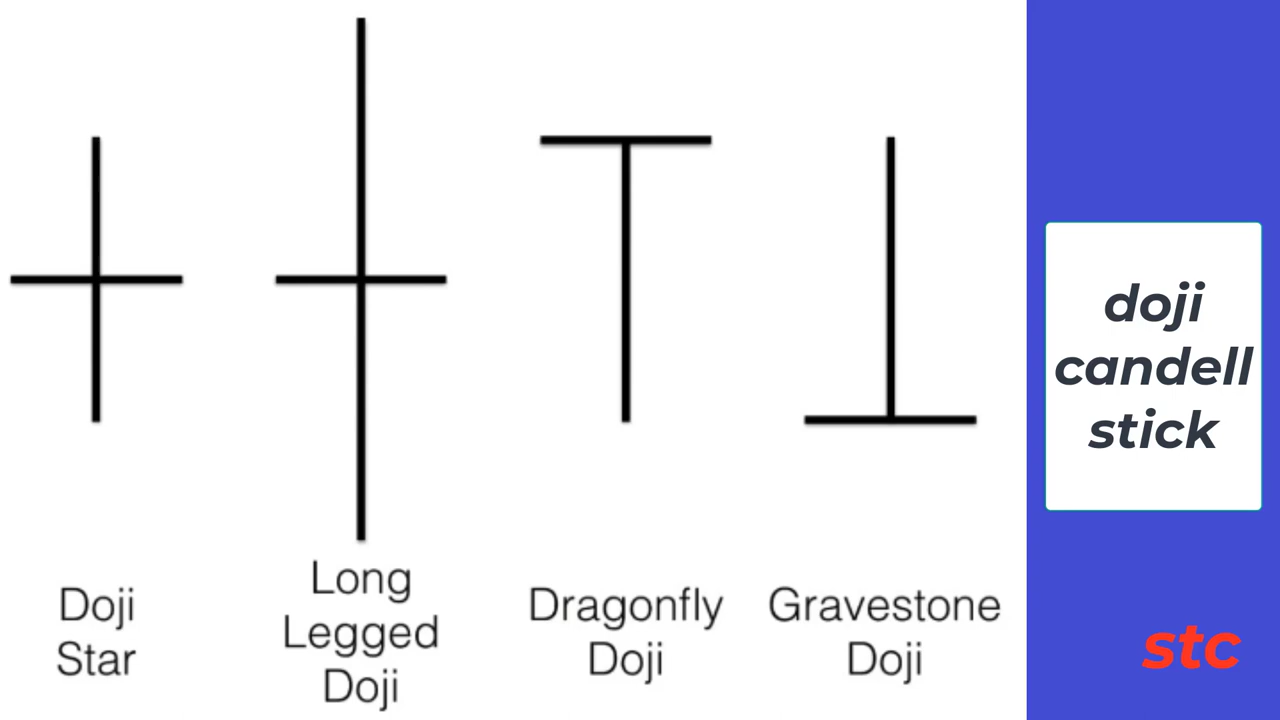 Doji
Star
Long
Legged
Doji
Dragonfly
Doji
Gravestone
Doji
doji
candell
stick
stc